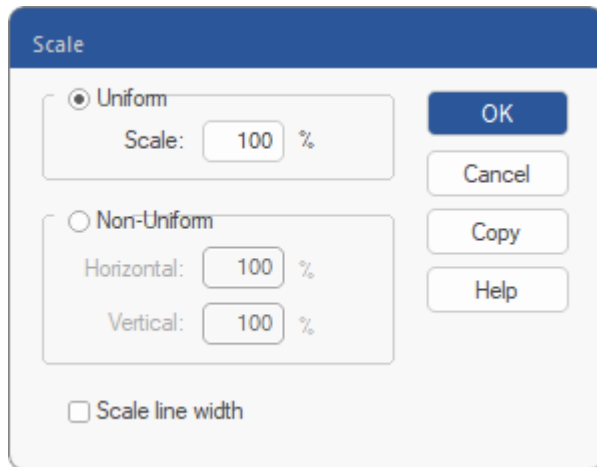 Scale
Uniform
Scale: 100 %
Non-Uniform
Horizontal: 100 %
Vertical: 100 %
Scale line width
OK
Cancel
Copy
Help